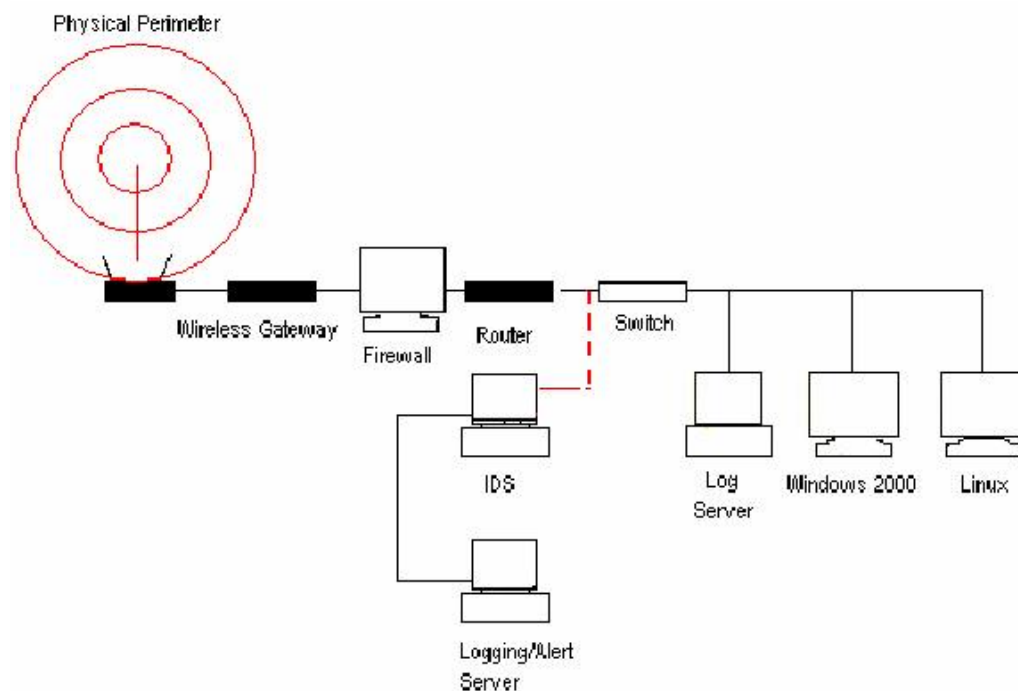 Physical Perimeter
Wireless Gateway
Firewall
Router
Switch
IDS
Log
Server
Windows 2000
Linux
Logging/Alert
Server